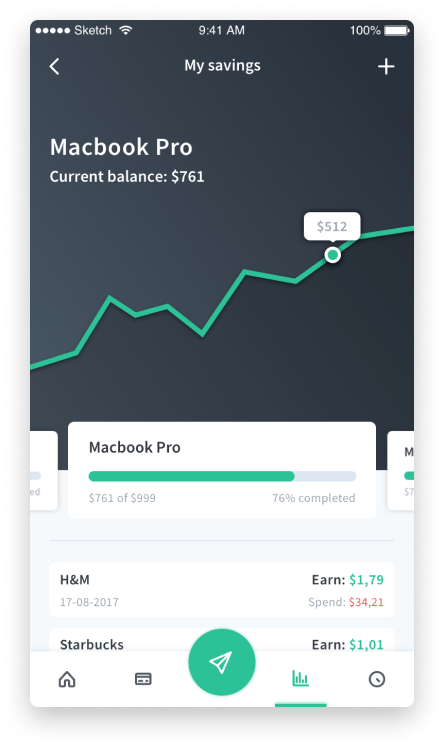 Sketch 9:41 AM 100%
My savings
Macbook Pro
Current balance: $761
$512
Macbook Pro
$761 of $999 76% completed
H&M Earn: $1,79
17-08-2017 Spend: $34,21
Starbucks Earn: $1,01